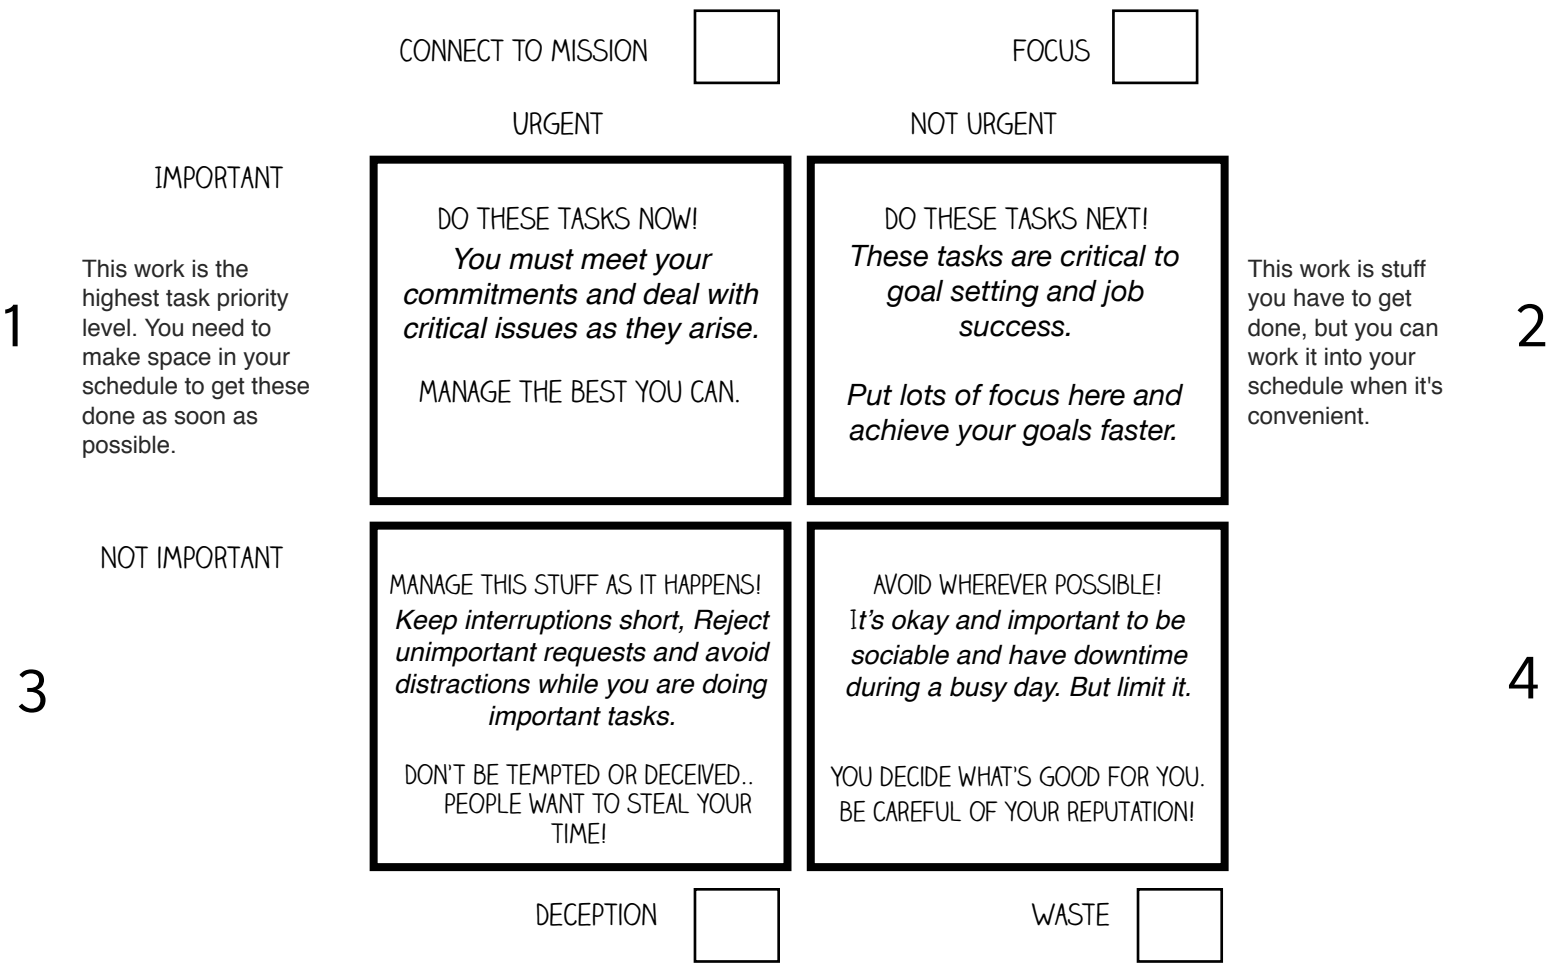 CONNECT TO MISSION
FOCUS
URGENT
NOT URGENT
IMPORTANT
1
This work is the
highest task priority
level. You need to
make space in your
schedule to get these
done as soon as
possible.
DO THESE TASKS NOW!
You must meet your
commitments and deal with
critical issues as they arise.
MANAGE THE BEST YOU CAN.
DO THESE TASKS NEXT!
These tasks are critical to
goal setting and job
success.
Put lots of focus here and
achieve your goals faster.
This work is stuff
you have to get
done, but you can
work it into your
schedule when it's
convenient.
2
NOT IMPORTANT
3
MANAGE THIS STUFF AS IT HAPPENS!
Keep interruptions short, Reject
unimportant requests and avoid
distractions while you are doing
important tasks.
DON'T BE TEMPTED OR DECEIVED..
PEOPLE WANT TO STEAL YOUR
TIME!
AVOID WHEREVER POSSIBLE!
It's okay and important to be
sociable and have downtime
during a busy day. But limit it.
YOU DECIDE WHAT'S GOOD FOR YOU.
BE CAREFUL OF YOUR REPUTATION!
4
DECEPTION
WASTE